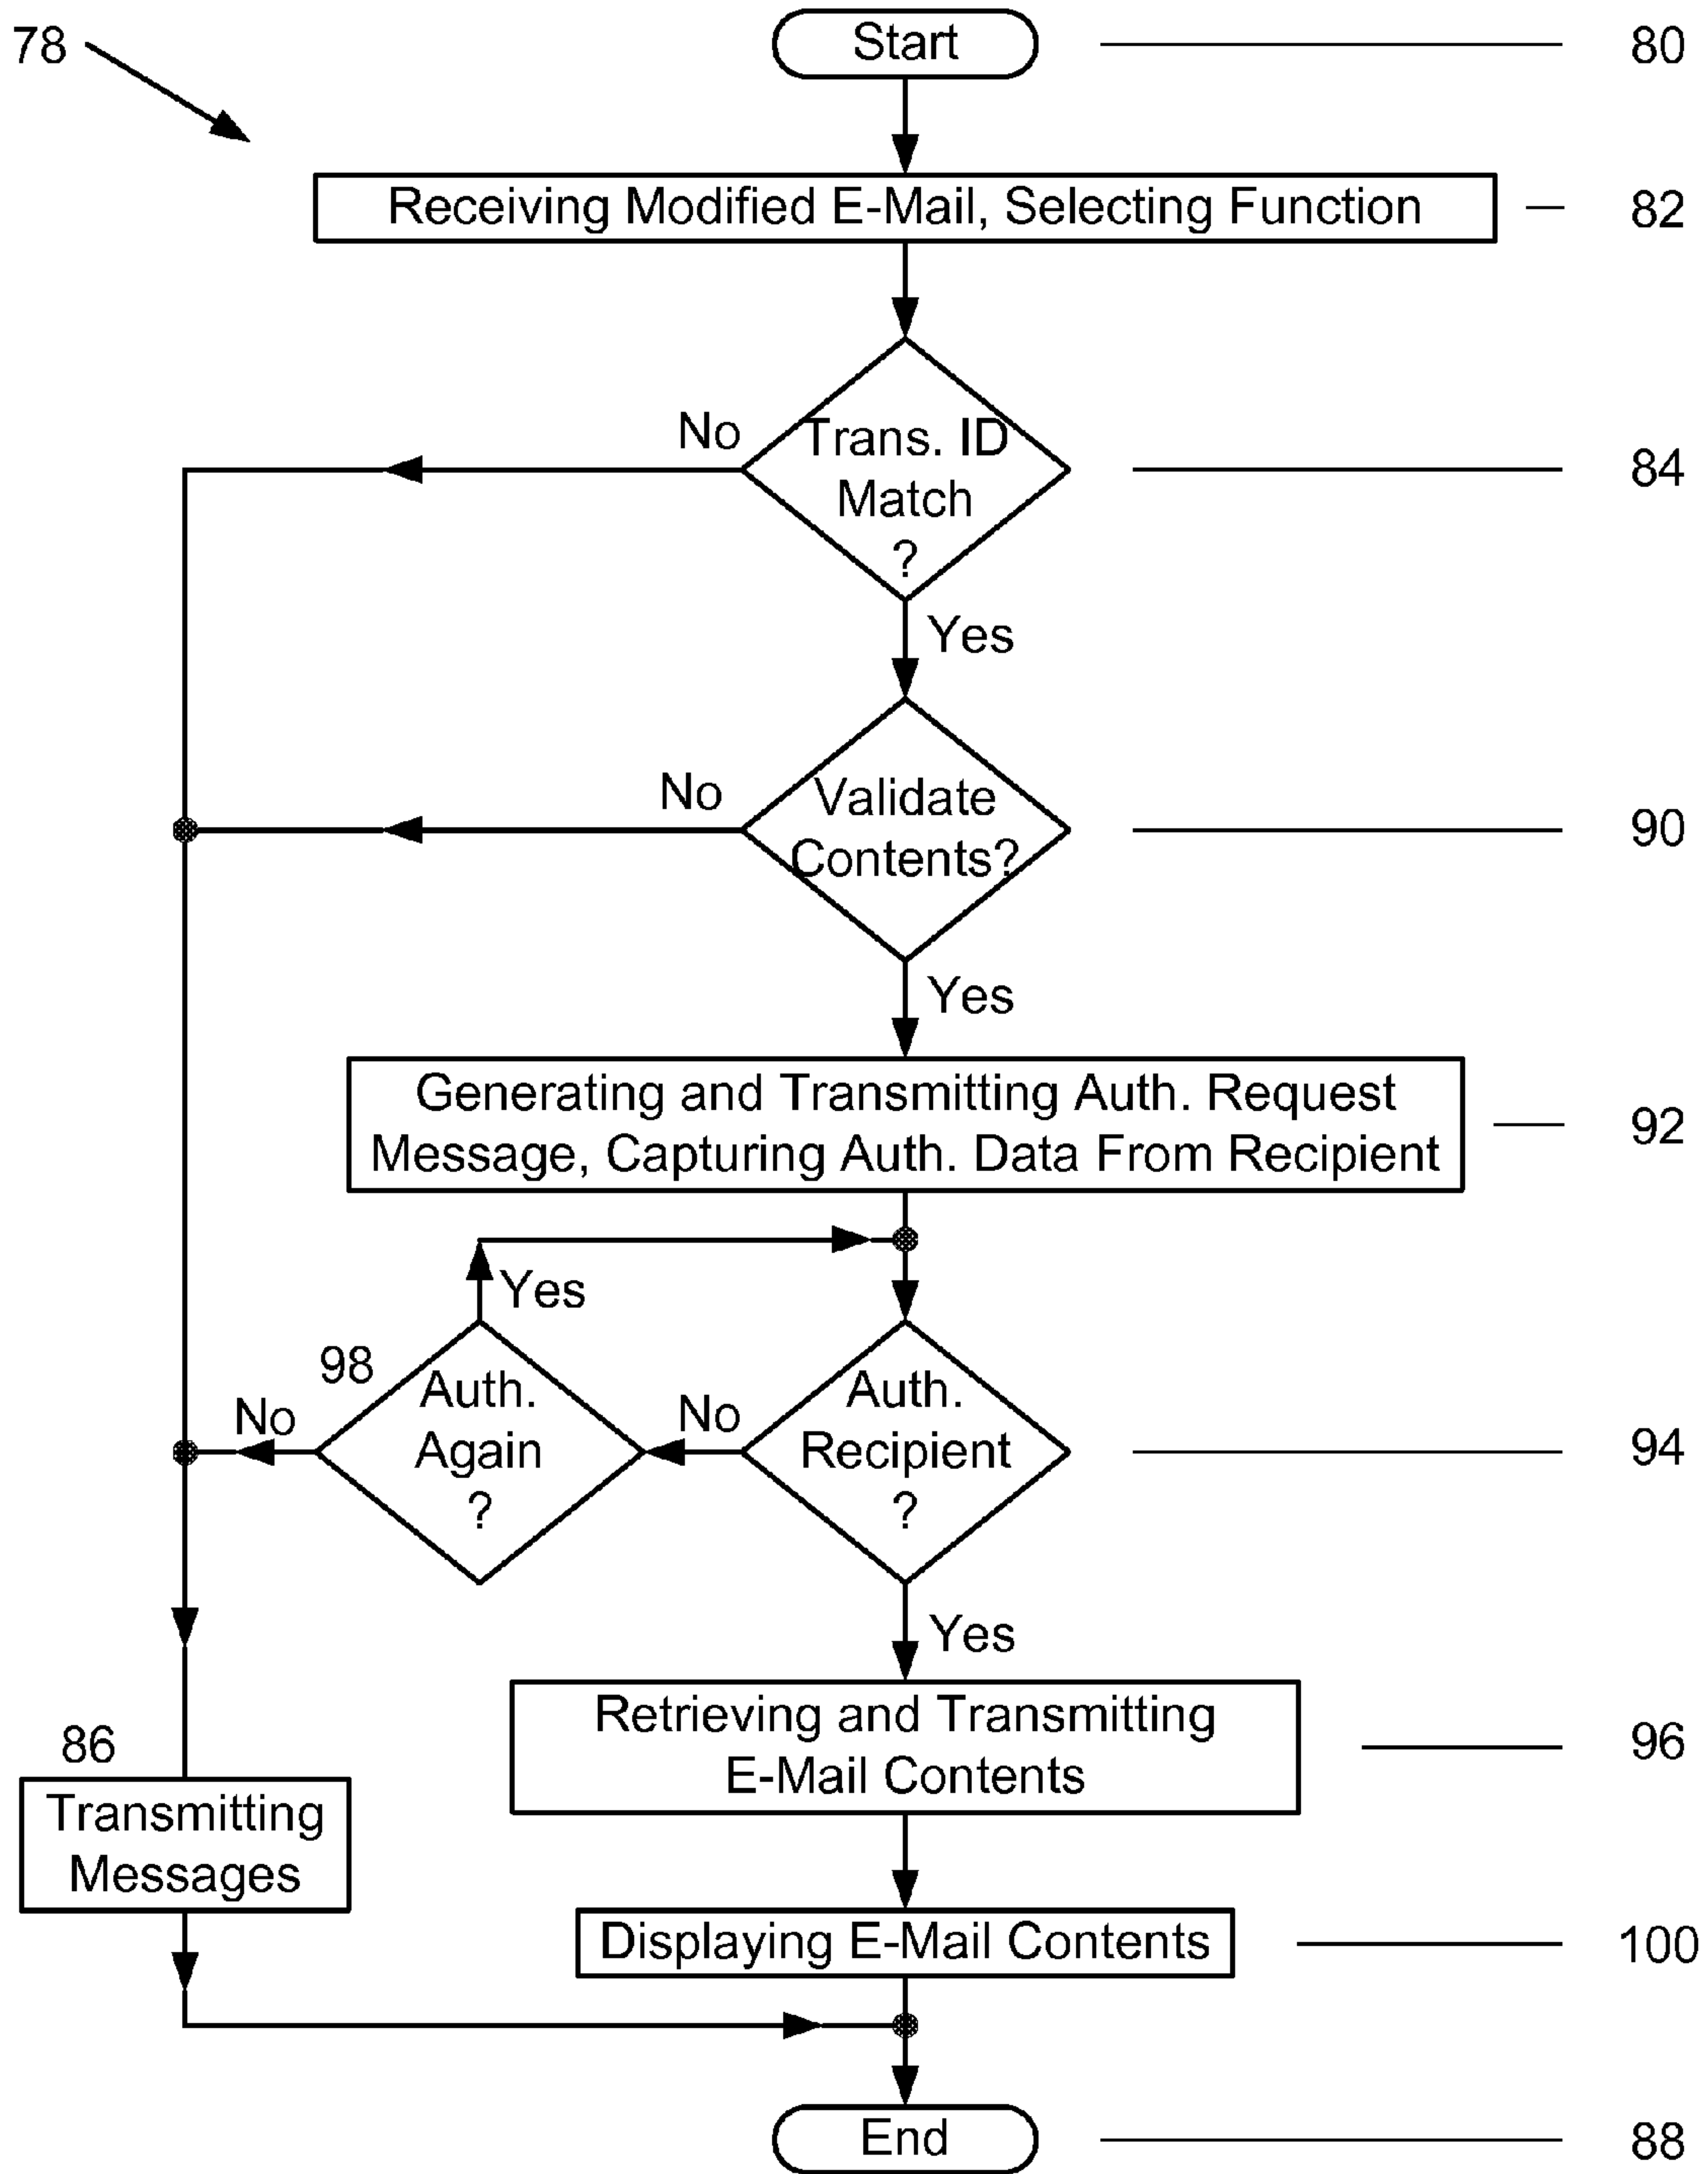 78
Start
80
Receiving Modified E-Mail, Selecting Function
82
No
Trans. ID
Match
?
84
Yes
No
Validate
Contents?
90
Yes
Generating and Transmitting Auth. Request
Message, Capturing Auth. Data From Recipient
92
Yes
98
No
Auth.
Again
?
No
Auth.
Recipient
?
94
Yes
Retrieving and Transmitting
E-Mail Contents
96
86
Transmitting
Messages
Displaying E-Mail Contents
100
End
88